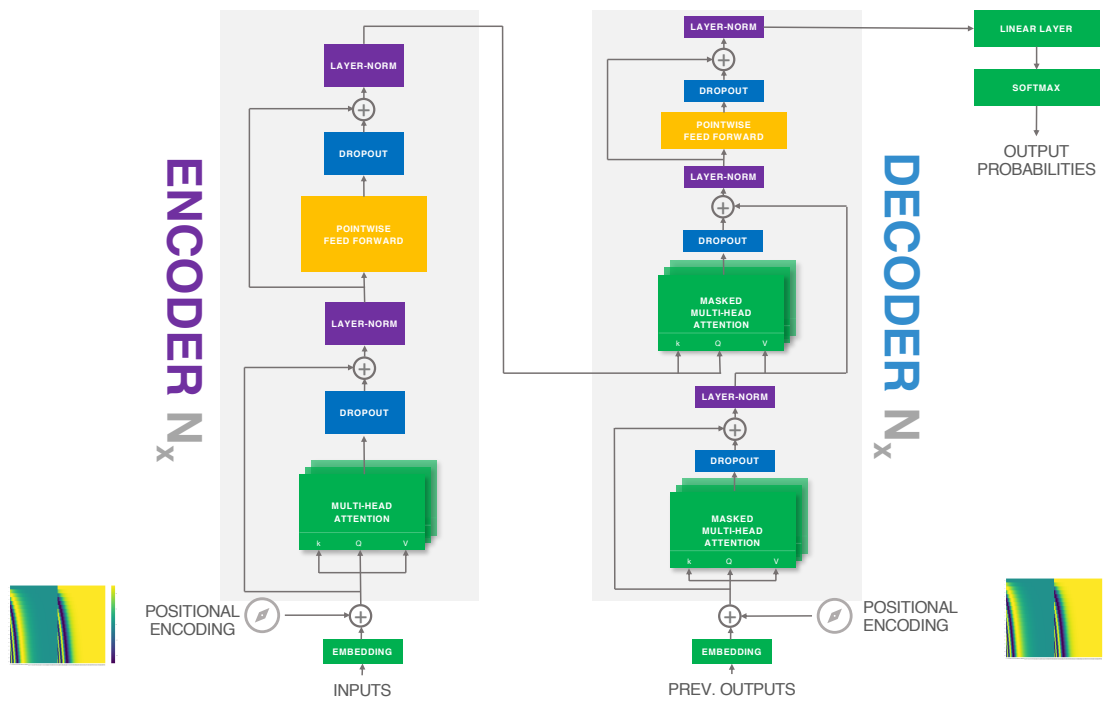 ENCODER Nx
LAYER-NORM
DROPOUT
POINTWISE
FEED FORWARD
LAYER-NORM
DROPOUT
MULTI-HEAD
ATTENTION
k Q V
POSITIONAL
ENCODING
EMBEDDING
INPUTS
DECODER Nx
LAYER-NORM
DROPOUT
POINTWISE
FEED FORWARD
LAYER-NORM
DROPOUT
MASKED
MULTI-HEAD
ATTENTION
k Q V
LAYER-NORM
DROPOUT
MASKED
MULTI-HEAD
ATTENTION
k Q V
POSITIONAL
ENCODING
EMBEDDING
PREV. OUTPUTS
LINEAR LAYER
SOFTMAX
OUTPUT
PROBABILITIES